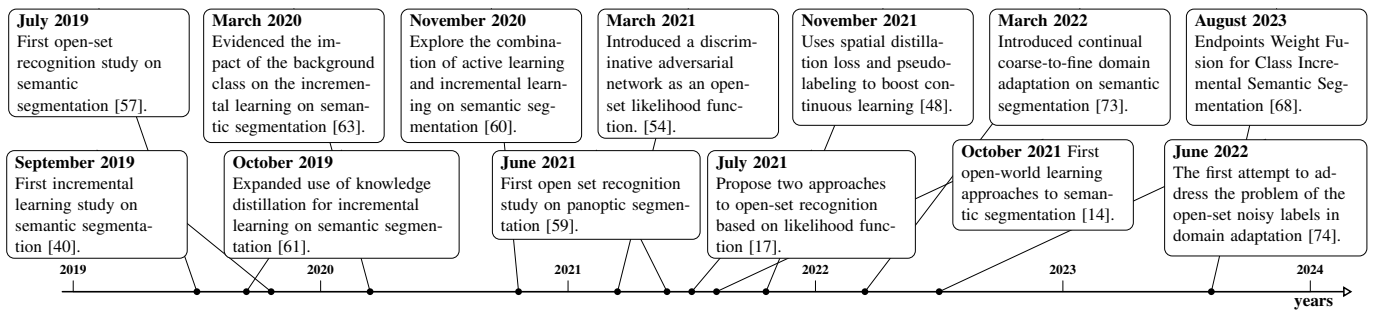 July 2019
First open-set
recognition study on
semantic
segmentation [57].
March 2020
Evidenced the im-
pact of the background
class on the incremen-
tal learning on seman-
tic segmentation [63].
November 2020
Explore the combina-
tion of active learning
and incremental learn-
ing on semantic seg-
mentation [60].
March 2021
Introduced a discrim-
inative adversarial
network as an open-
set likelihood func-
tion. [54].
November 2021
Uses spatial distilla-
tion loss and pseudo-
labeling to boost con-
tinuous learning [48].
March 2022
Introduced continual
coarse-to-fine domain
adaptation on semantic
segmentation [73].
August 2023
Endpoints Weight Fu-
sion for Class Incre-
mental Semantic Seg-
mentation [68].
September 2019
First incremental
learning study on
semantic segmenta-
tion [40].
October 2019
Expanded use of knowledge
distillation for incremental
learning on semantic segmen-
tation [61].
June 2021
First open set recognition
study on panoptic segmen-
tation [59].
July 2021
Propose two approaches
to open-set recognition
based on likelihood func-
tion [17].
October 2021 First
open-world learning
approaches to seman-
tic segmentation [14].
June 2022
The first attempt to ad-
dress the problem of the
open-set noisy labels in
domain adaptation [74].
2019
2020
2021
2022
2023
2024
years